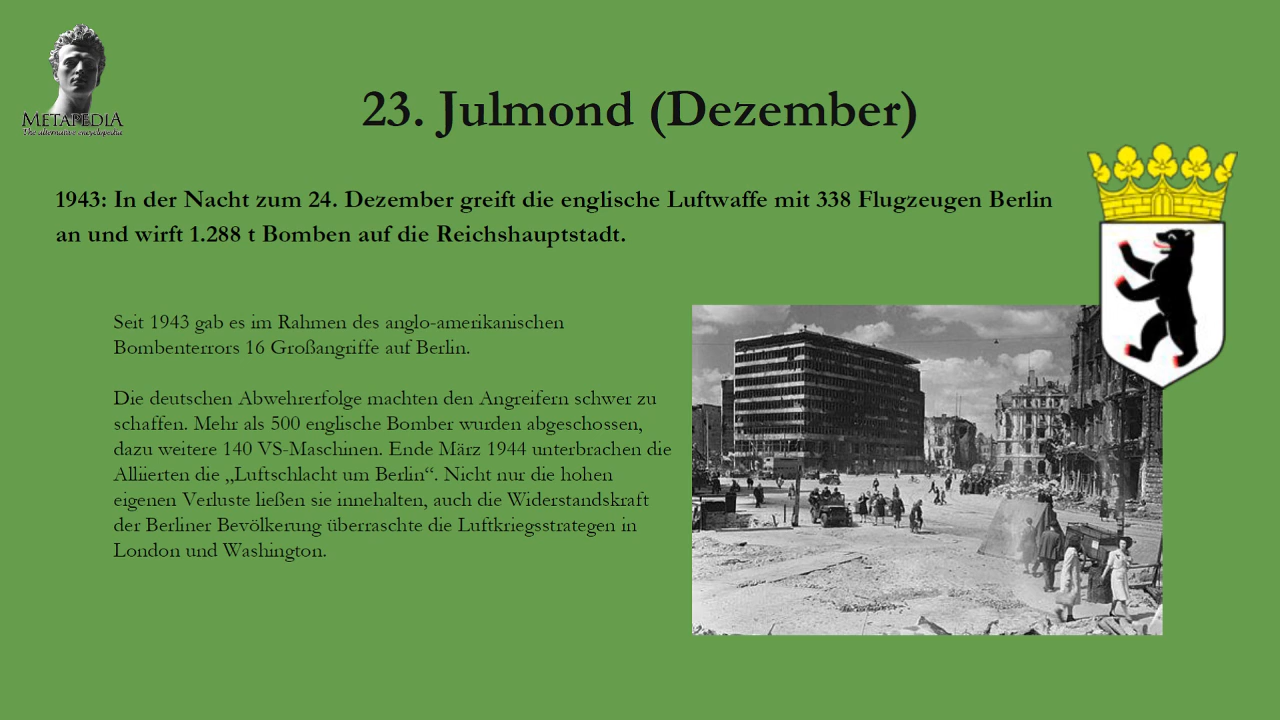 METAPEDIA
The alternative encyclopedia
23. Julmond (Dezember)
1943: In der Nacht zum 24. Dezember greift die englische Luftwaffe mit 338 Flugzeugen Berlin
an und wirft 1.288 t Bomben auf die Reichshauptstadt.
Seit 1943 gab es im Rahmen des anglo-amerikanischen
Bombenterrors 16 Großangriffe auf Berlin.
Die deutschen Abwehrerfolge machten den Angreifern schwer zu
schaffen. Mehr als 500 englische Bomber wurden abgeschossen,
dazu weitere 140 VS-Maschinen. Ende März 1944 unterbrachen die
Alliierten die „Luftschlacht um Berlin“. Nicht nur die hohen
eigenen Verluste ließen sie innehalten, auch die Widerstandskraft
der Berliner Bevölkerung überraschte die Luftkriegsstrategen in
London und Washington.